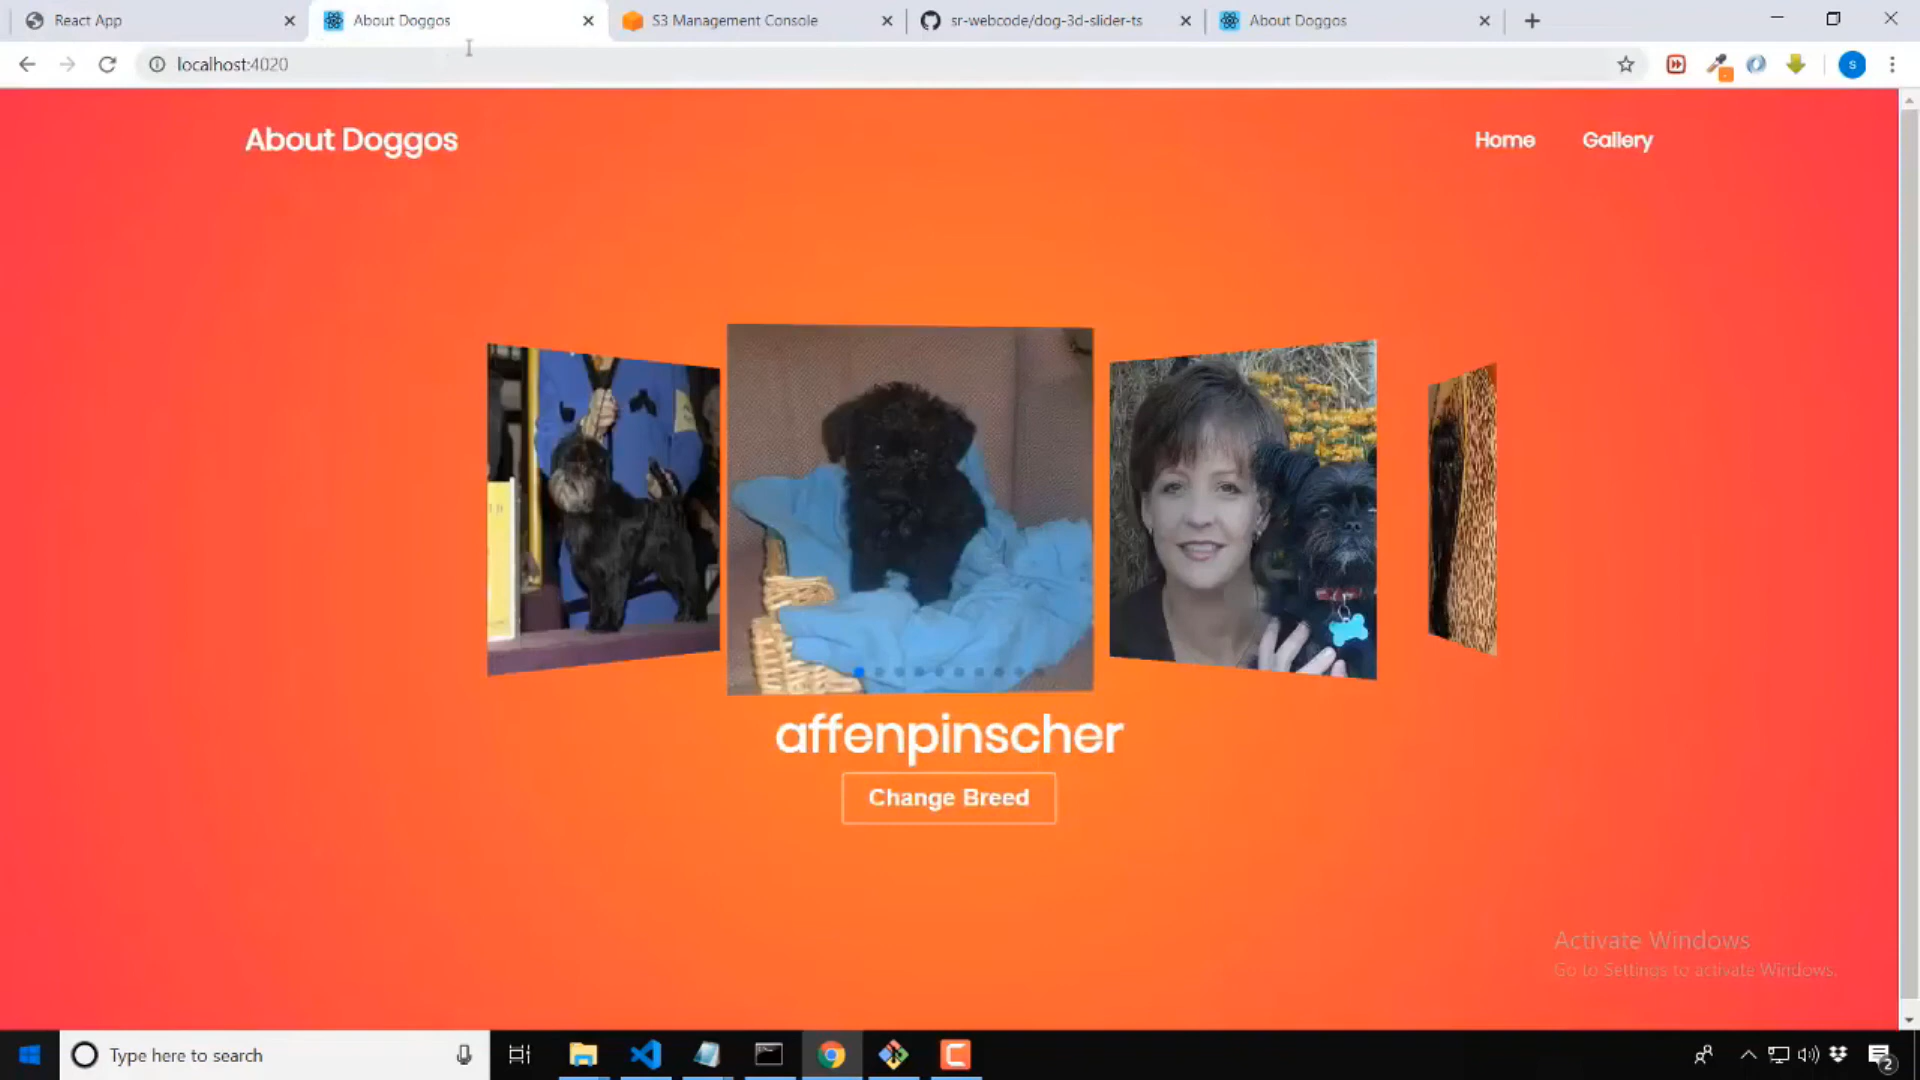 React App
About Doggos
S3 Management Console
sr-webcode/dog-3d-slider-ts
About Doggos
localhost:4020
s
About Doggos
Home
Gallery
affenpinscher
Change Breed
Activate Windows
Go to Settings to activate Windows.
Type here to search
2